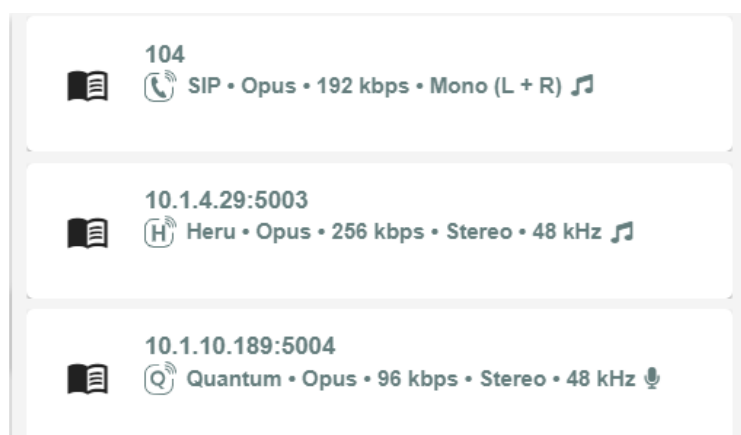 104
SIP • Opus • 192 kbps • Mono (L + R)
10.1.4.29:5003
H Heru • Opus • 256 kbps • Stereo • 48 kHz
10.1.10.189:5004
Q Quantum • Opus • 96 kbps • Stereo • 48 kHz